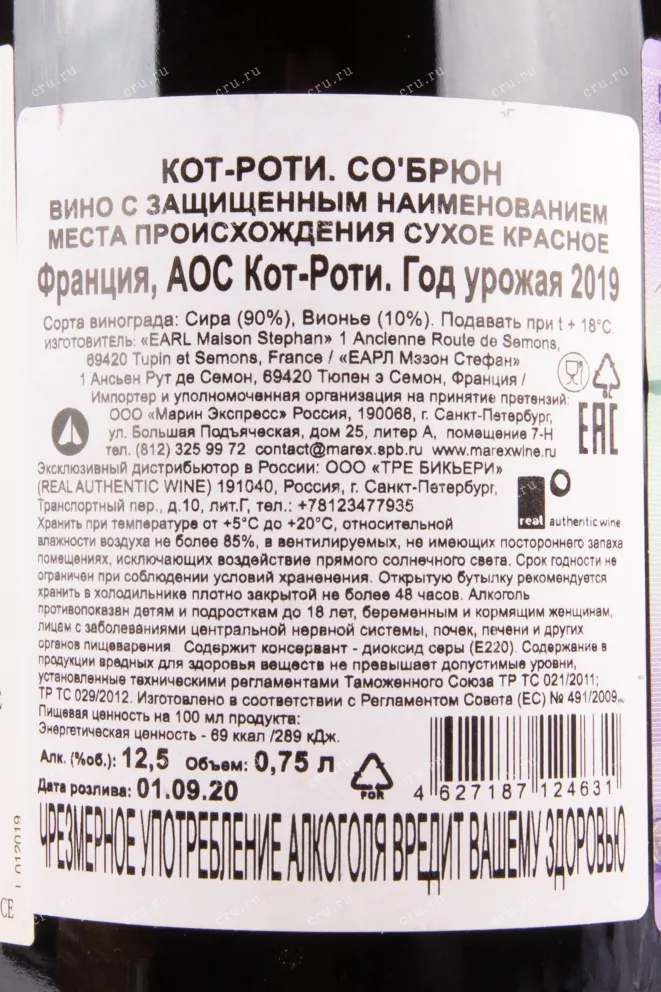 КОТ-РОТИ. СО'БРЮН
ВИНО С ЗАЩИЩЕННЫМ НАИМЕНОВАНИЕМ
МЕСТА ПРОИСХОЖДЕНИЯ СУХОЕ КРАСНОЕ
Франция, АОС Кот-Роти. Год урожая 2019
Сорта винограда: Сира (90%), Вионье (10%). Подавать при t + 18°С.
изготовитель: «EARL Maison Stephan» 1 Ancienne Route de Semons,
69420 Tupin et Semons, France / «ЕАРЛ Мэзон Стефан»
1 Ансьен Рут де Семон, 69420 Тюпен э Семон, Франция /
Импортер и уполномоченная организация на принятие претензий:
ООО «Марин Экспресс» Россия, 190068, г. Санкт-Петербург,
ул. Большая Подъяческая, дом 25, литер А, помещение 7-Н
тел. (812) 325 99 72 contact@marex.spb.ru www.marexwine.ru
EAC
Эксклюзивный дистрибьютор в России: ООО «ТРЕ БИКЬЕРИ»
(REAL AUTHENTIC WINE) 191040, Россия, г. Санкт-Петербург,
Транспортный пер., д.10, лит.Г, тел.: +78123477935
real authentic wine
Хранить при температуре от +5°С до +20°С, относительной
влажности воздуха не более 85%, в вентилируемых, не имеющих постороннего запаха
помещениях, исключающих воздействие прямого солнечного света. Срок годности не
ограничен при соблюдении условий хранения. Открытую бутылку рекомендуется
хранить в холодильнике плотно закрытой не более 48 часов. Алкоголь
противопоказан детям и подросткам до 18 лет, беременным и кормящим женщинам,
лицам с заболеваниями центральной нервной системы, почек, печени и других
органов пищеварения. Содержит консервант - диоксид серы (Е220). Содержание в
продукции вредных для здоровья веществ не превышает допустимые уровни,
установленные техническими регламентами Таможенного Союза ТР ТС 021/2011;
ТР ТС 029/2012. Изготовлено в соответствии с Регламентом Совета (ЕС) № 491/2009.
Пищевая ценность на 100 мл продукта:
Энергетическая ценность - 69 ккал /289 кДж.
Алк. (%об.): 12,5 Объем: 0,75 л
Дата розлива: 01.09.20
FOR
4 627187 124631
ЧРЕЗМЕРНОЕ УПОТРЕБЛЕНИЕ АЛКОГОЛЯ ВРЕДИТ ВАШЕМУ ЗДОРОВЬЮ
L 012019
CE
cru.ru